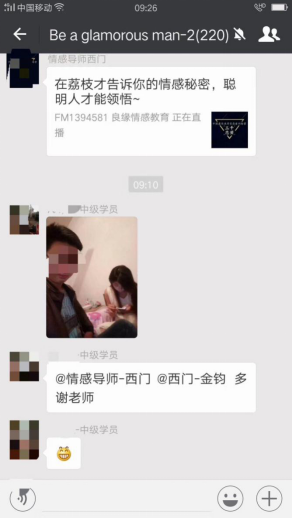 中国移动
09:26
Be a glamorous man-2(220)
情感导师西门
在荔枝才告诉你的情感秘密，聪
明人才能领悟~
FM1394581 良缘情感教育 正在直
播
09:10
-中级学员
-中级学员
@情感导师-西门 @西门-金钧 多
谢老师
-中级学员